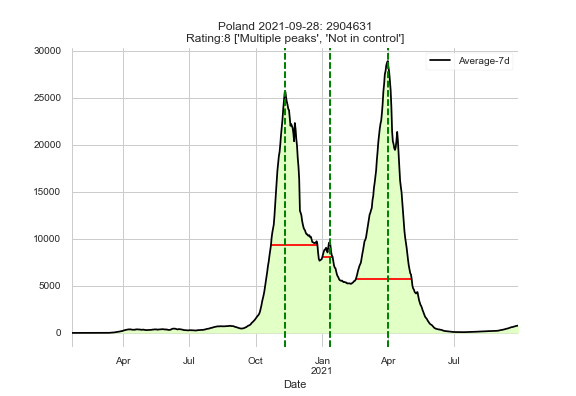 Poland 2021-09-28: 2904631
Rating:8 ['Multiple peaks', 'Not in control']
30000
25000
20000
15000
10000
5000
0
Average-7d
Apr
Jul
Oct
Jan
2021
Apr
Jul
Date